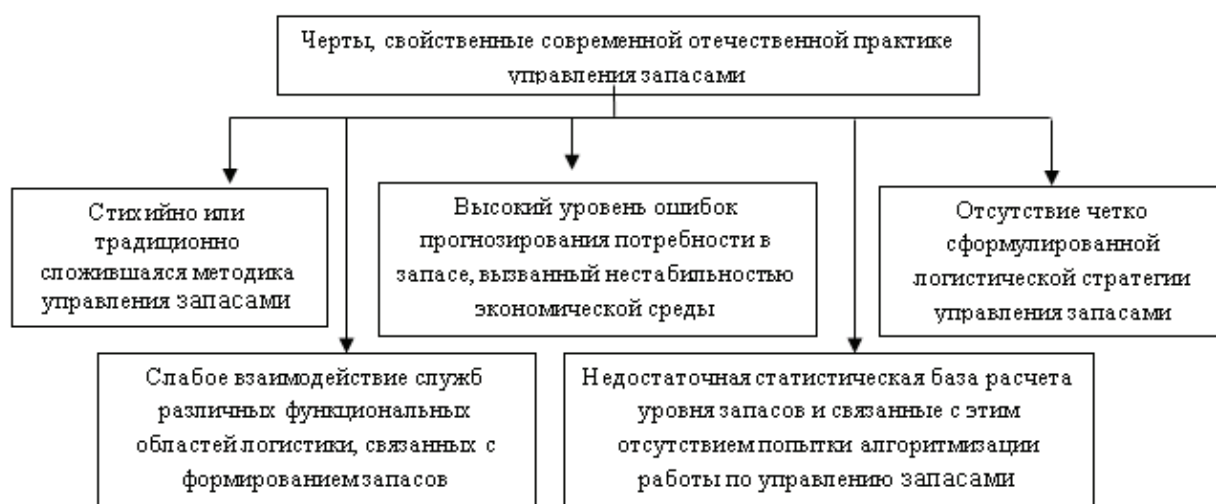 Черты, свойственные современной отечественной практике
управления запасами
Стихийно или
традиционно
сложившаяся методика
управления запасами
Высокий уровень ошибок
прогнозирования потребности в
запасе, вызванный нестабильностью
экономической среды
Отсутствие четко
сформулированной
логистической стратегии
управления запасами
Слабое взаимодействие служб
различных функциональных
областей логистики, связанных с
формированием запасов
Недостаточная статистическая база расчета
уровня запасов и связанные с этим
отсутствием попытки алгоритмизации
работы по управлению запасами